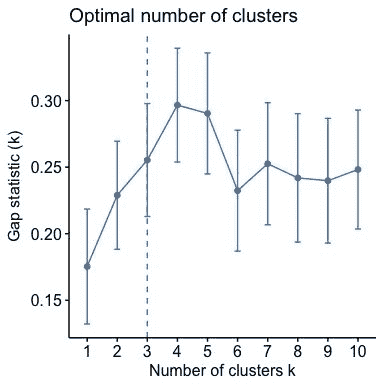 Optimal number of clusters
Gap statistic (k)
0.30
0.25
0.20
0.15
1 2 3 4 5 6 7 8 9 10
Number of clusters k